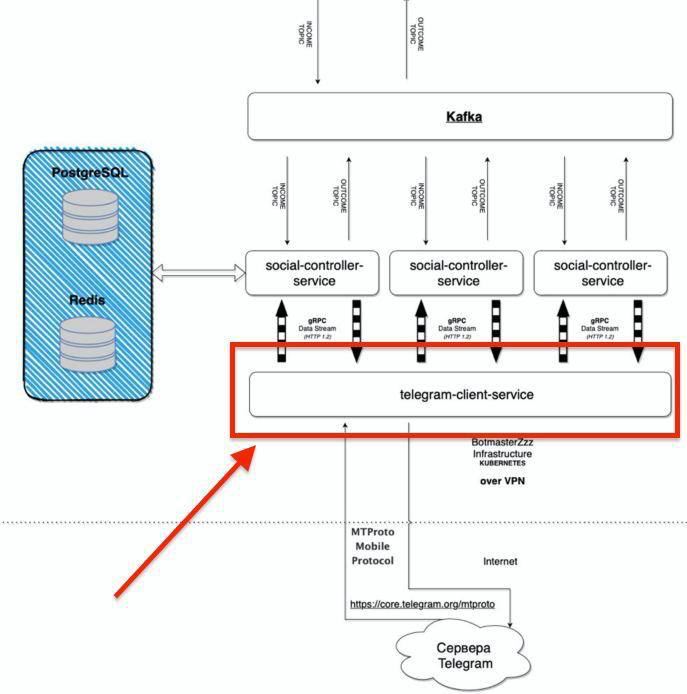 INCOME
TOPIC
OUTCOME
TOPIC
Kafka
PostgreSQL
Redis
INCOME
TOPIC
OUTCOME
TOPIC
INCOME
TOPIC
OUTCOME
TOPIC
INCOME
TOPIC
OUTCOME
TOPIC
social-controller-
service
social-controller-
service
social-controller-
service
gRPC
Data Stream
(HTTP 1.2)
gRPC
Data Stream
(HTTP 1.2)
gRPC
Data Stream
(HTTP 1.2)
telegram-client-service
BotmasterZzz
Infrastructure
KUBERNETES
over VPN
MTProto
Mobile
Protocol
Internet
https://core.telegram.org/mtproto
Сервера
Telegram